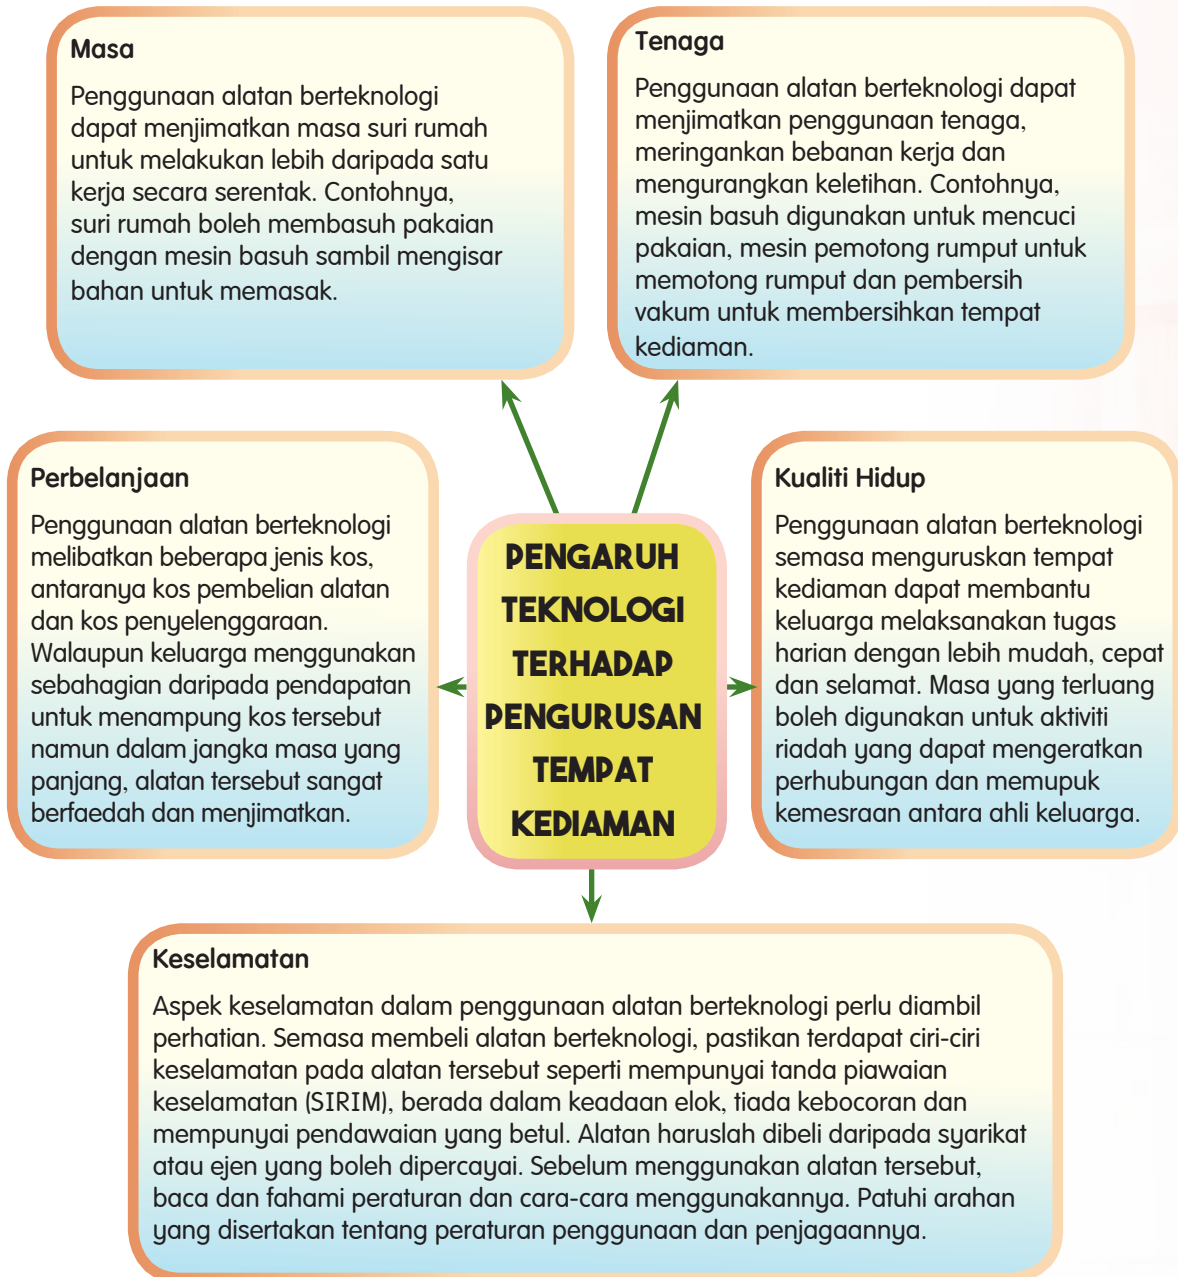 Masa
Penggunaan alatan berteknologi
dapat menjimatkan masa suri rumah
untuk melakukan lebih daripada satu
kerja secara serentak. Contohnya,
suri rumah boleh membasuh pakaian
dengan mesin basuh sambil mengisar
bahan untuk memasak.
Tenaga
Penggunaan alatan berteknologi dapat
menjimatkan penggunaan tenaga,
meringankan bebanan kerja dan
mengurangkan keletihan. Contohnya,
mesin basuh digunakan untuk mencuci
pakaian, mesin pemotong rumput untuk
memotong rumput dan pembersih
vakum untuk membersihkan tempat
kediaman.
Perbelanjaan
Penggunaan alatan berteknologi
melibatkan beberapa jenis kos,
antaranya kos pembelian alatan
dan kos penyelenggaraan.
Walaupun keluarga menggunakan
sebahagian daripada pendapatan
untuk menampung kos tersebut
namun dalam jangka masa yang
panjang, alatan tersebut sangat
berfaedah dan menjimatkan.
PENGARUH
TEKNOLOGI
TERHADAP
PENGURUSAN
TEMPAT
KEDIAMAN
Kualiti Hidup
Penggunaan alatan berteknologi
semasa menguruskan tempat
kediaman dapat membantu
keluarga melaksanakan tugas
harian dengan lebih mudah, cepat
dan selamat. Masa yang terluang
boleh digunakan untuk aktiviti
riadah yang dapat mengeratkan
perhubungan dan memupuk
kemesraan antara ahli keluarga.
Keselamatan
Aspek keselamatan dalam penggunaan alatan berteknologi perlu diambil
perhatian. Semasa membeli alatan berteknologi, pastikan terdapat ciri-ciri
keselamatan pada alatan tersebut seperti mempunyai tanda piawaian
keselamatan (SIRIM), berada dalam keadaan elok, tiada kebocoran dan
mempunyai pendawaian yang betul. Alatan haruslah dibeli daripada syarikat
atau ejen yang boleh dipercayai. Sebelum menggunakan alatan tersebut,
baca dan fahami peraturan dan cara-cara menggunakannya. Patuhi arahan
yang disertakan tentang peraturan penggunaan dan penjagaannya.